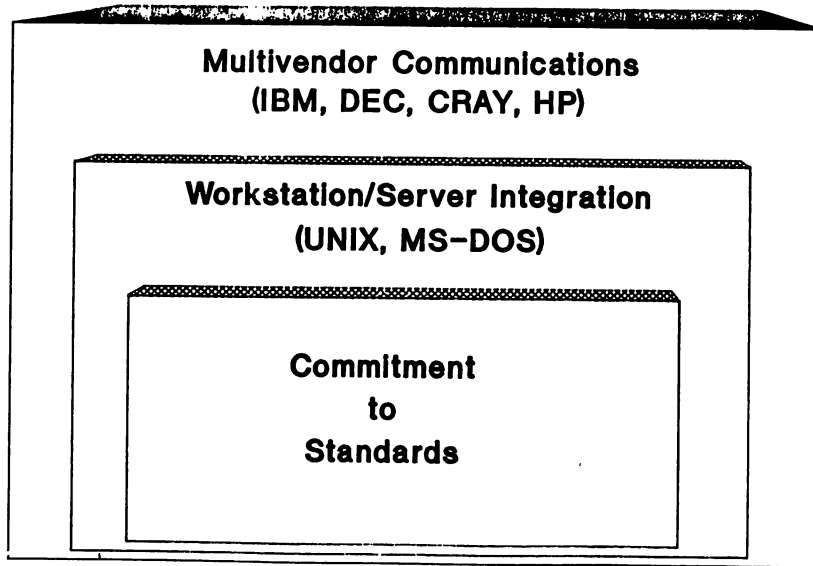 Multivendor Communications
(IBM, DEC, CRAY, HP)
Workstation/Server Integration
(UNIX, MS-DOS)
Commitment
to
Standards